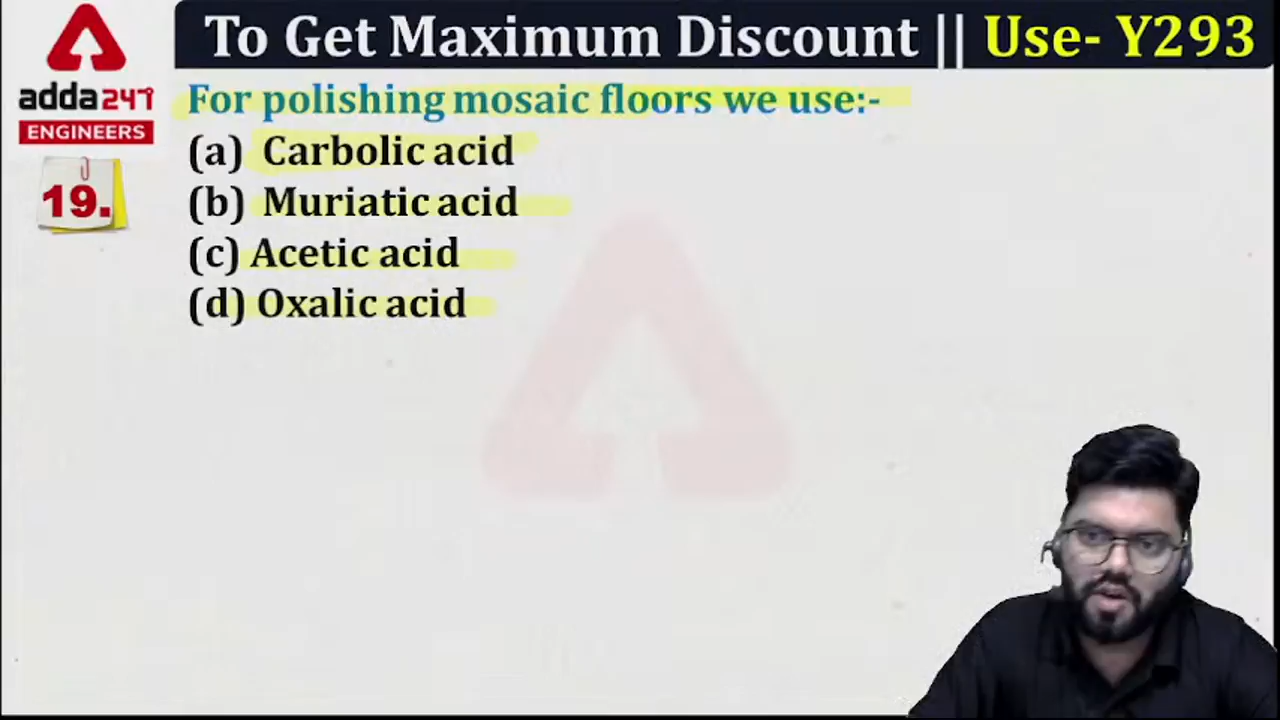 To Get Maximum Discount || Use- Y293
adda247
ENGINEERS
19.
For polishing mosaic floors we use:-
(a) Carbolic acid
(b) Muriatic acid
(c) Acetic acid
(d) Oxalic acid